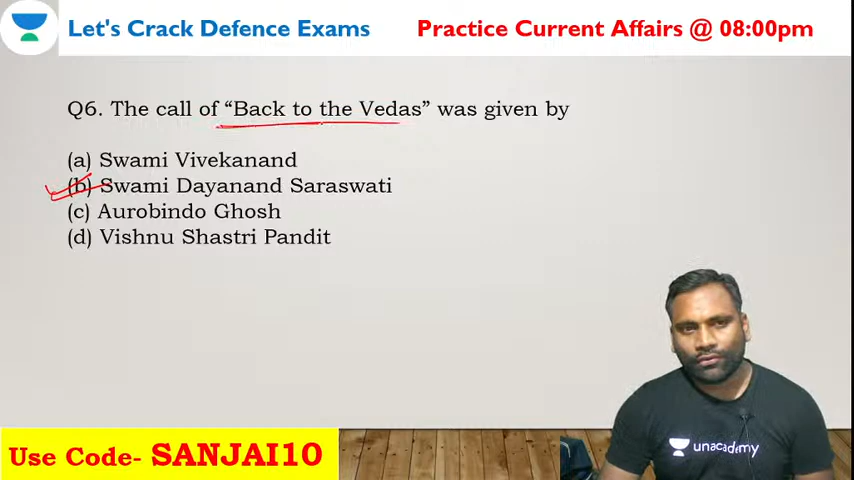 Let's Crack Defence Exams
Practice Current Affairs @ 08:00pm
Q6. The call of “Back to the Vedas” was given by
(a) Swami Vivekanand
(b) Swami Dayanand Saraswati
(c) Aurobindo Ghosh
(d) Vishnu Shastri Pandit
unacademy
Use Code- SANJAI10